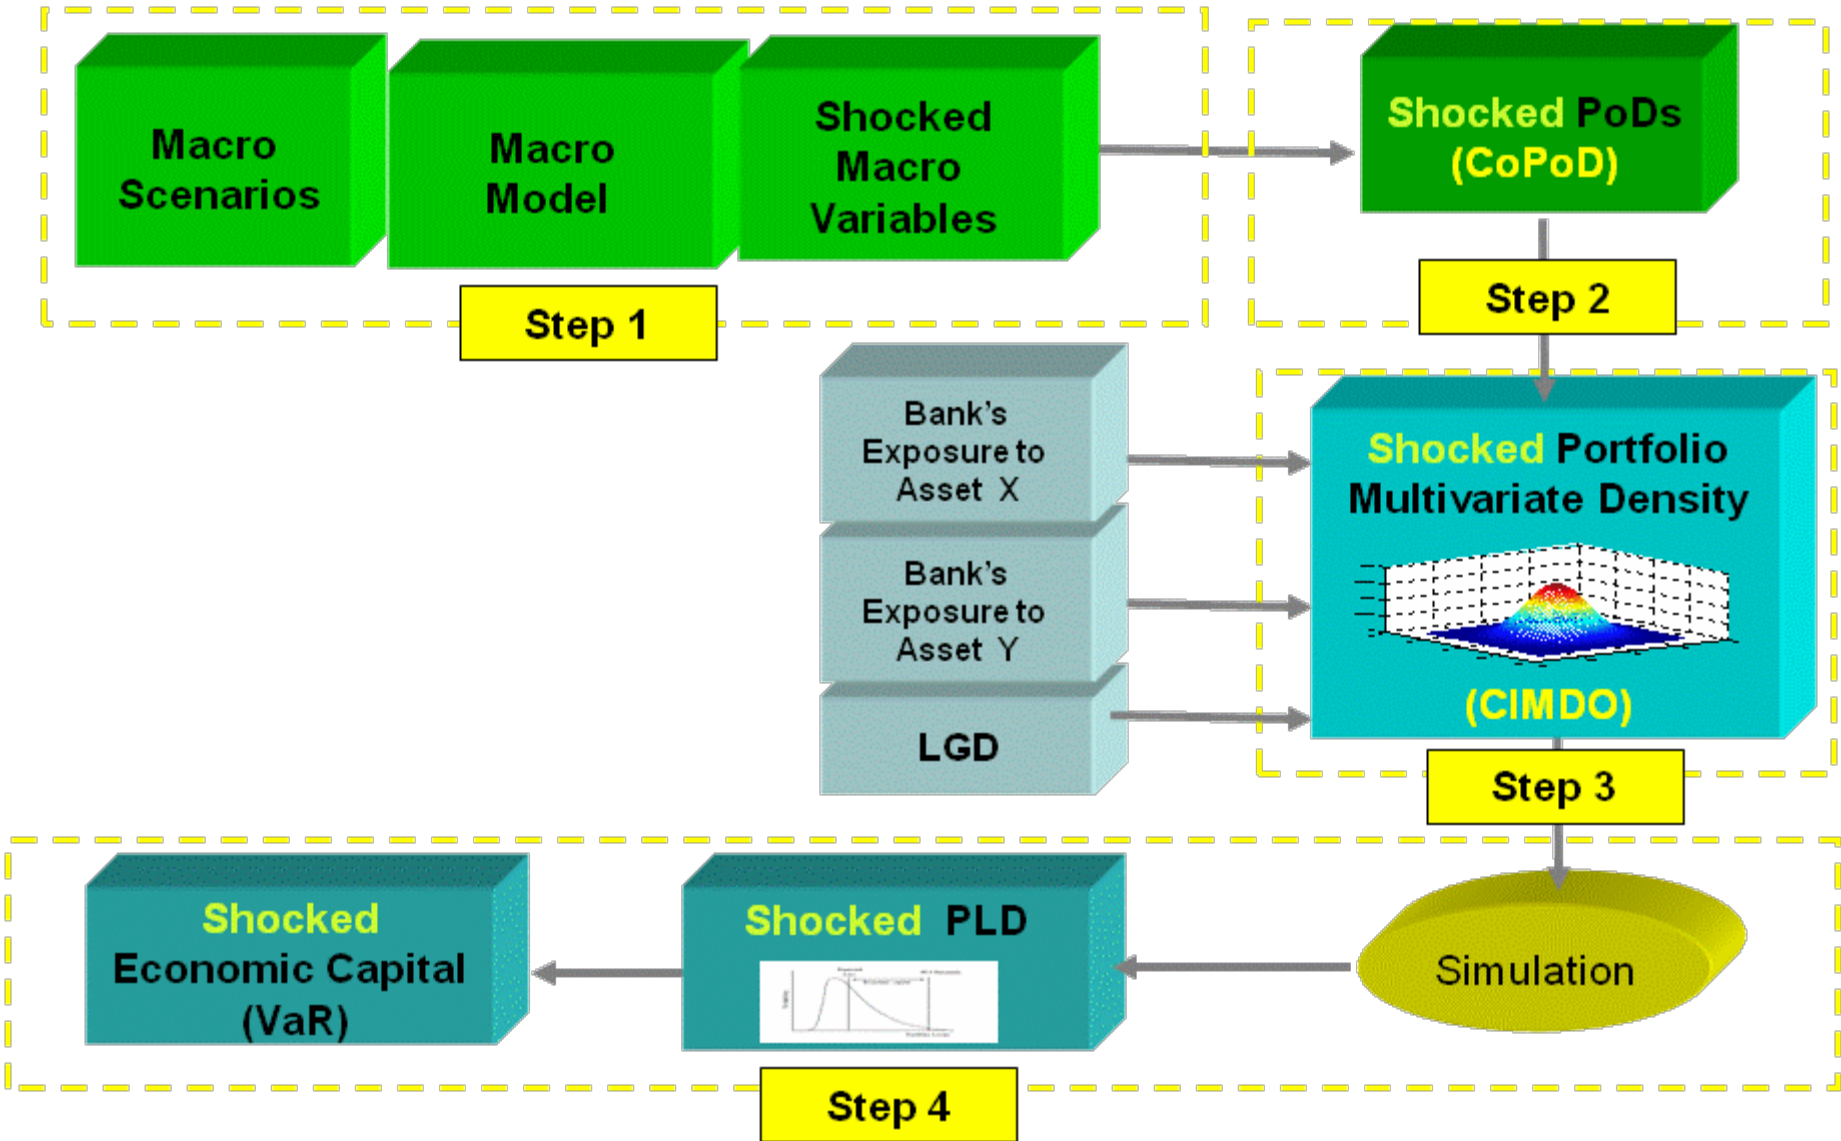 Macro
Scenarios
Macro
Model
Shocked
Macro
Variables
Shocked PoDs
(CoPoD)
Step 1
Step 2
Bank's
Exposure to
Asset X
Bank's
Exposure to
Asset Y
LGD
Shocked Portfolio
Multivariate Density
(CIMDO)
Step 3
Simulation
Shocked PLD
Shocked
Economic Capital
(VaR)
Step 4